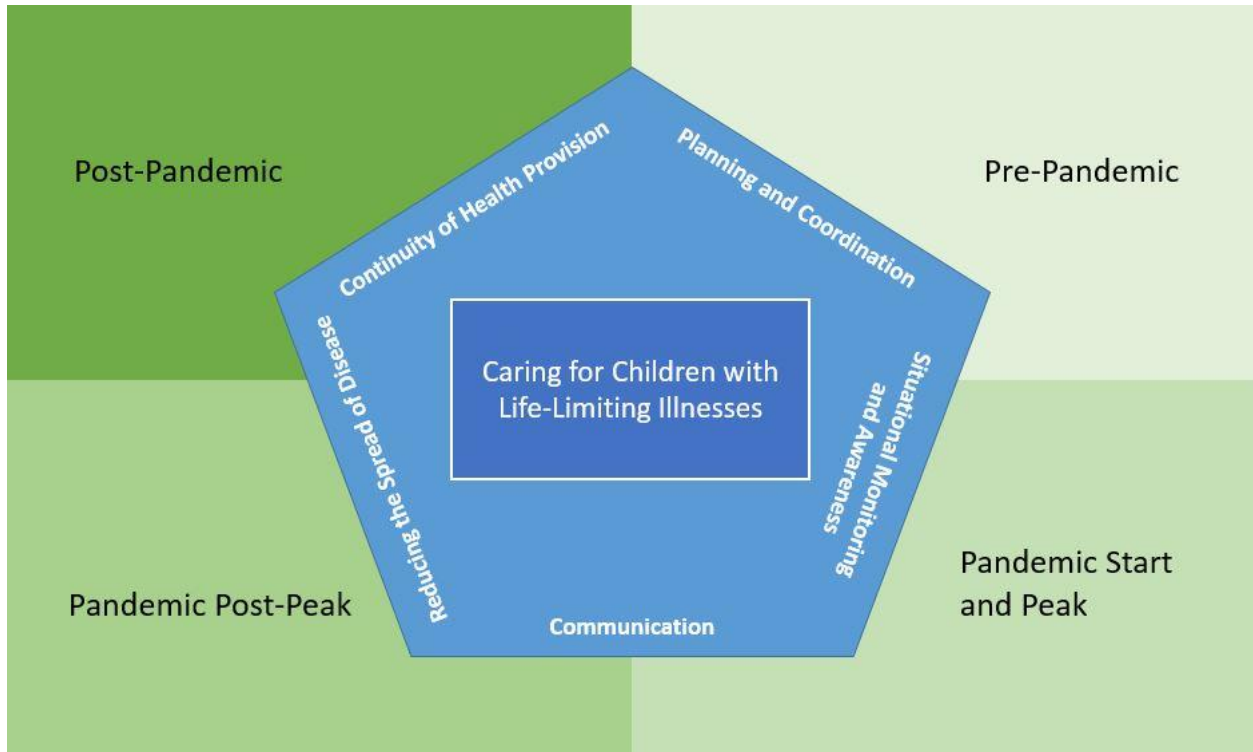 Post-Pandemic
Pre-Pandemic
Continuity of Health Provision
Planning and Coordination
Caring for Children with
Life-Limiting Illnesses
Reducing the Spread of Disease
Situational Monitoring
and Awareness
Pandemic Post-Peak
Communication
Pandemic Start
and Peak